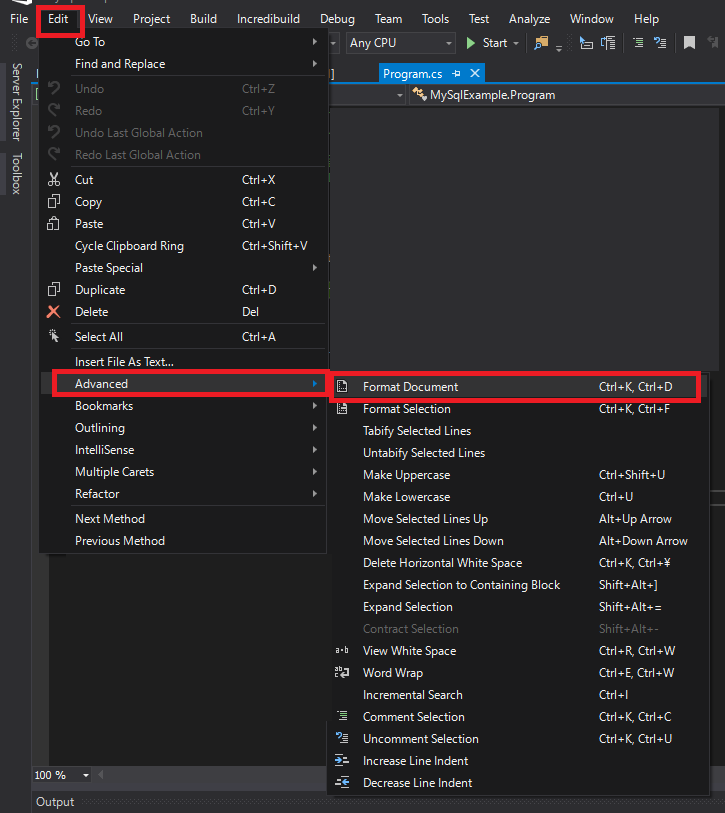 File Edit View Project Build Incredibuild Debug Team Tools Test Analyze Window Help
Any CPU Start
Program.cs
MySqlExample.Program
Server Explorer
Toolbox
Go To
Find and Replace
Undo Ctrl+Z
Redo Ctrl+Y
Undo Last Global Action
Redo Last Global Action
Cut Ctrl+X
Copy Ctrl+C
Paste Ctrl+V
Cycle Clipboard Ring Ctrl+Shift+V
Paste Special
Duplicate Ctrl+D
Delete Del
Select All Ctrl+A
Insert File As Text...
Advanced
Bookmarks
Outlining
IntelliSense
Multiple Carets
Refactor
Next Method
Previous Method
Format Document Ctrl+K, Ctrl+D
Format Selection Ctrl+K, Ctrl+F
Tabify Selected Lines
Untabify Selected Lines
Make Uppercase Ctrl+Shift+U
Make Lowercase Ctrl+U
Move Selected Lines Up Alt+Up Arrow
Move Selected Lines Down Alt+Down Arrow
Delete Horizontal White Space Ctrl+K, Ctrl+¥
Expand Selection to Containing Block Shift+Alt+]
Expand Selection Shift+Alt+=
Contract Selection Shift+Alt+-
View White Space Ctrl+R, Ctrl+W
Word Wrap Ctrl+E, Ctrl+W
Incremental Search Ctrl+I
Comment Selection Ctrl+K, Ctrl+C
Uncomment Selection Ctrl+K, Ctrl+U
Increase Line Indent
Decrease Line Indent
100 %
Output